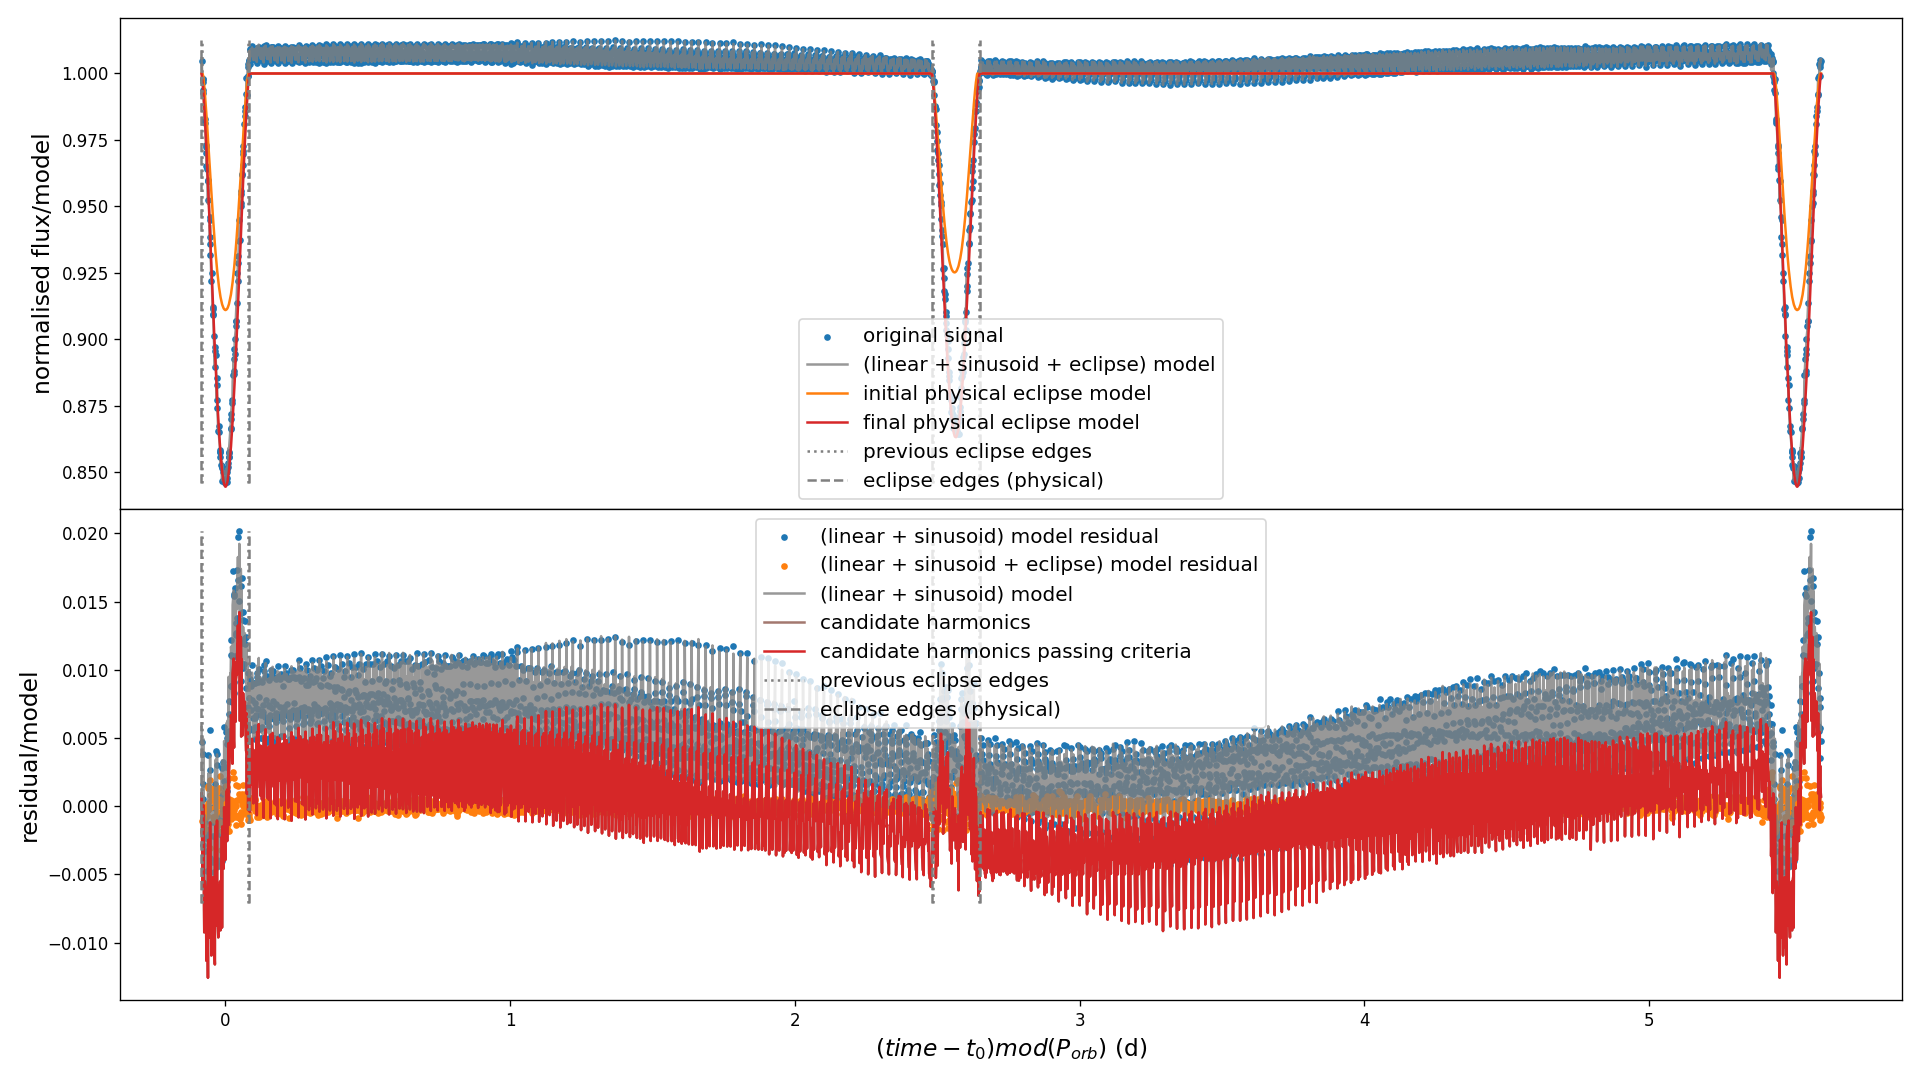 normalised flux/model
1.000
0.975
0.950
0.925
0.900
0.875
0.850
original signal
(linear + sinusoid + eclipse) model
initial physical eclipse model
final physical eclipse model
previous eclipse edges
eclipse edges (physical)
residual/model
0.020
0.015
0.010
0.005
0.000
−0.005
−0.010
(linear + sinusoid) model residual
(linear + sinusoid + eclipse) model residual
(linear + sinusoid) model
candidate harmonics
candidate harmonics passing criteria
previous eclipse edges
eclipse edges (physical)
0 1 2 3 4 5
(time − t₀)mod(Pₒᵣb) (d)